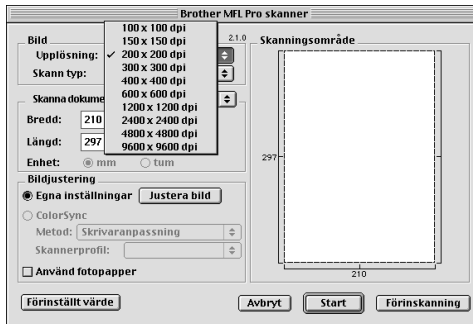 Brother MFL Pro skanner
Bild
2.1.0
Upplösning:
100 x 100 dpi
150 x 150 dpi
✓ 200 x 200 dpi
300 x 300 dpi
400 x 400 dpi
600 x 600 dpi
1200 x 1200 dpi
2400 x 2400 dpi
4800 x 4800 dpi
9600 x 9600 dpi
Skann typ:
Skanna dokume
Bredd: 210
Längd: 297
Enhet: mm tum
Bildjustering
Egna inställningar Justera bild
ColorSync
Metod: Skrivaranpassning
Skannerprofil:
Använd fotopapper
Skanningsområde
297
210
Förinställt värde Avbryt Start Förinskanning